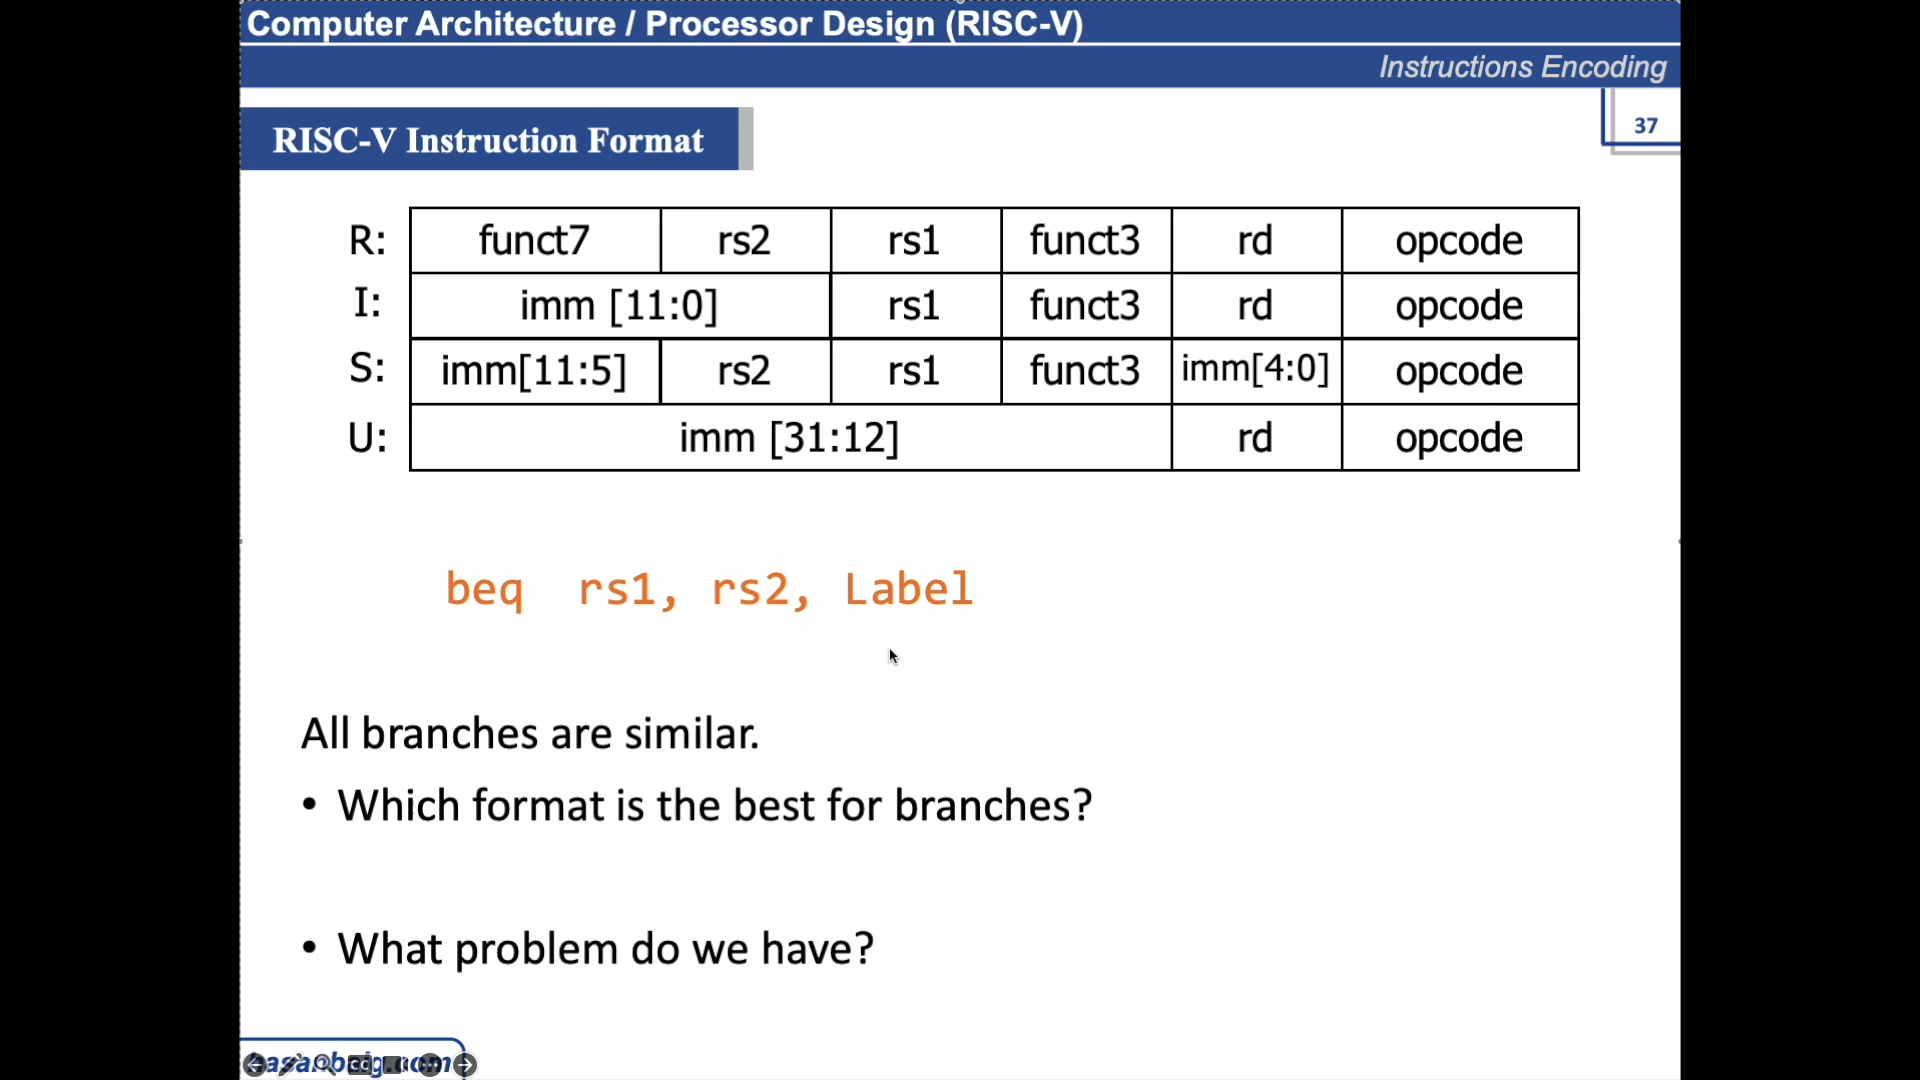 Computer Architecture / Processor Design (RISC-V)
Instructions Encoding
37
RISC-V Instruction Format
R: funct7 rs2 rs1 funct3 rd opcode
I: imm [11:0] rs1 funct3 rd opcode
S: imm[11:5] rs2 rs1 funct3 imm[4:0] opcode
U: imm [31:12] rd opcode
beq rs1, rs2, Label
All branches are similar.
• Which format is the best for branches?
• What problem do we have?
hasanbaig.com